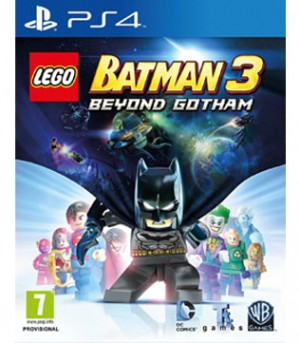 PS4
LEGO
BATMAN 3
BEYOND GOTHAM
7
www.pegi.info
PROVISIONAL
DC
COMICS
tt
games
WB
GAMES